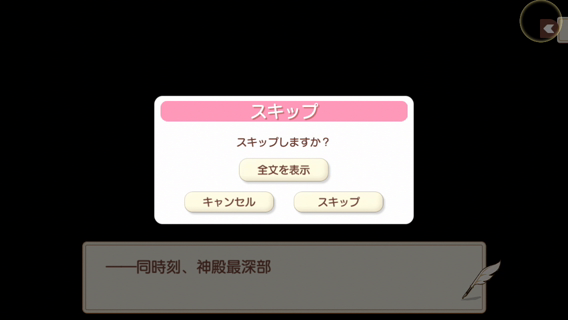 スキップ
スキップしますか？
全文を表示
キャンセル
スキップ
――同時刻、神殿最深部